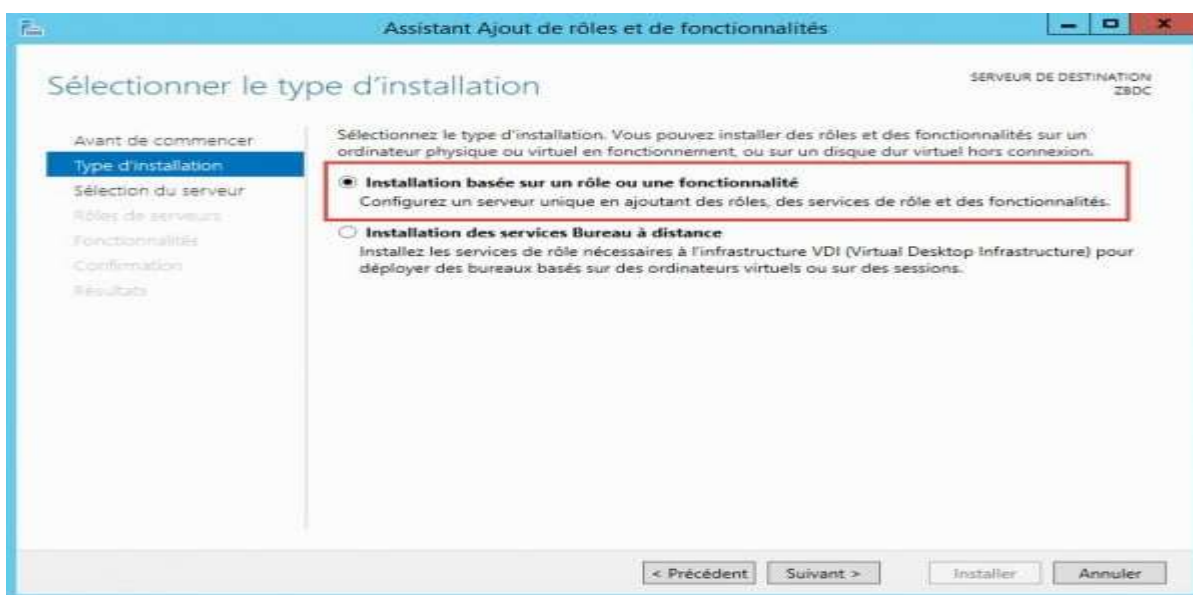 Assistant Ajout de rôles et de fonctionnalités
Sélectionner le type d'installation
SERVEUR DE DESTINATION
ZBDC
Avant de commencer
Type d'installation
Sélection du serveur
Rôles de serveurs
Fonctionnalités
Confirmation
Résultats
Sélectionnez le type d'installation. Vous pouvez installer des rôles et des fonctionnalités sur un
ordinateur physique ou virtuel en fonctionnement, ou sur un disque dur virtuel hors connexion.
Installation basée sur un rôle ou une fonctionnalité
Configurez un serveur unique en ajoutant des rôles, des services de rôle et des fonctionnalités.
Installation des services Bureau à distance
Installez les services de rôle nécessaires à l'infrastructure VDI (Virtual Desktop Infrastructure) pour
déployer des bureaux basés sur des ordinateurs virtuels ou sur des sessions.
< Précédent
Suivant >
Installer
Annuler